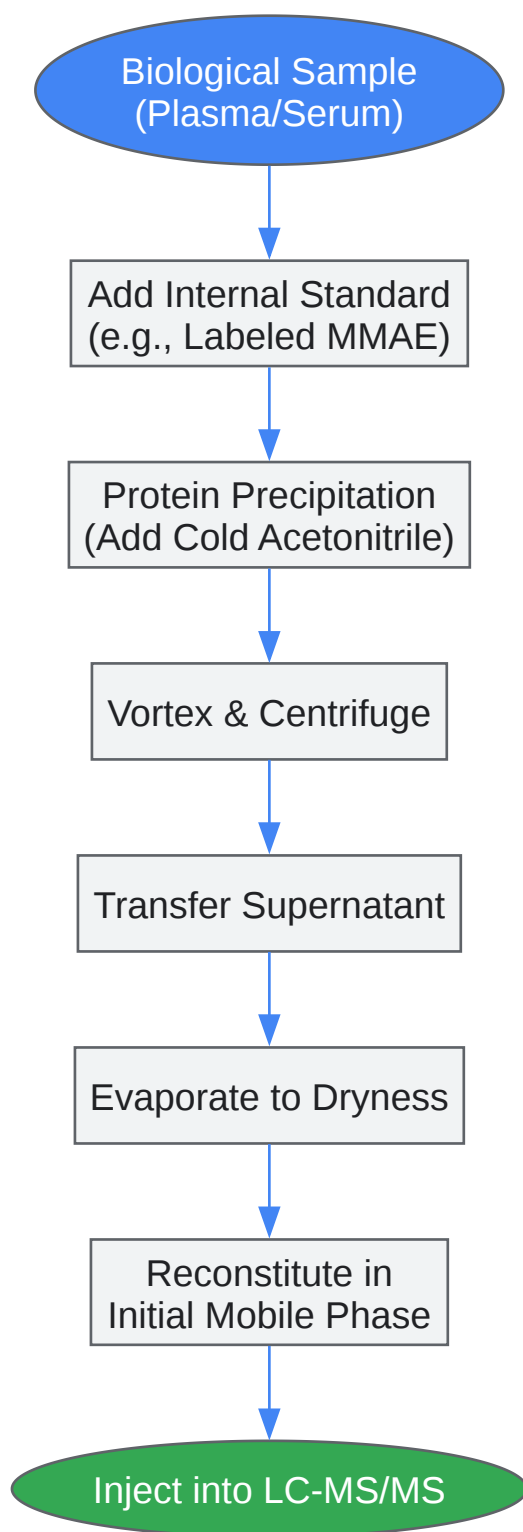 Biological Sample
(Plasma/Serum)
Add Internal Standard
(e.g., Labeled MMAE)
Protein Precipitation
(Add Cold Acetonitrile)
Vortex & Centrifuge
Transfer Supernatant
Evaporate to Dryness
Reconstitute in
Initial Mobile Phase
Inject into LC-MS/MS